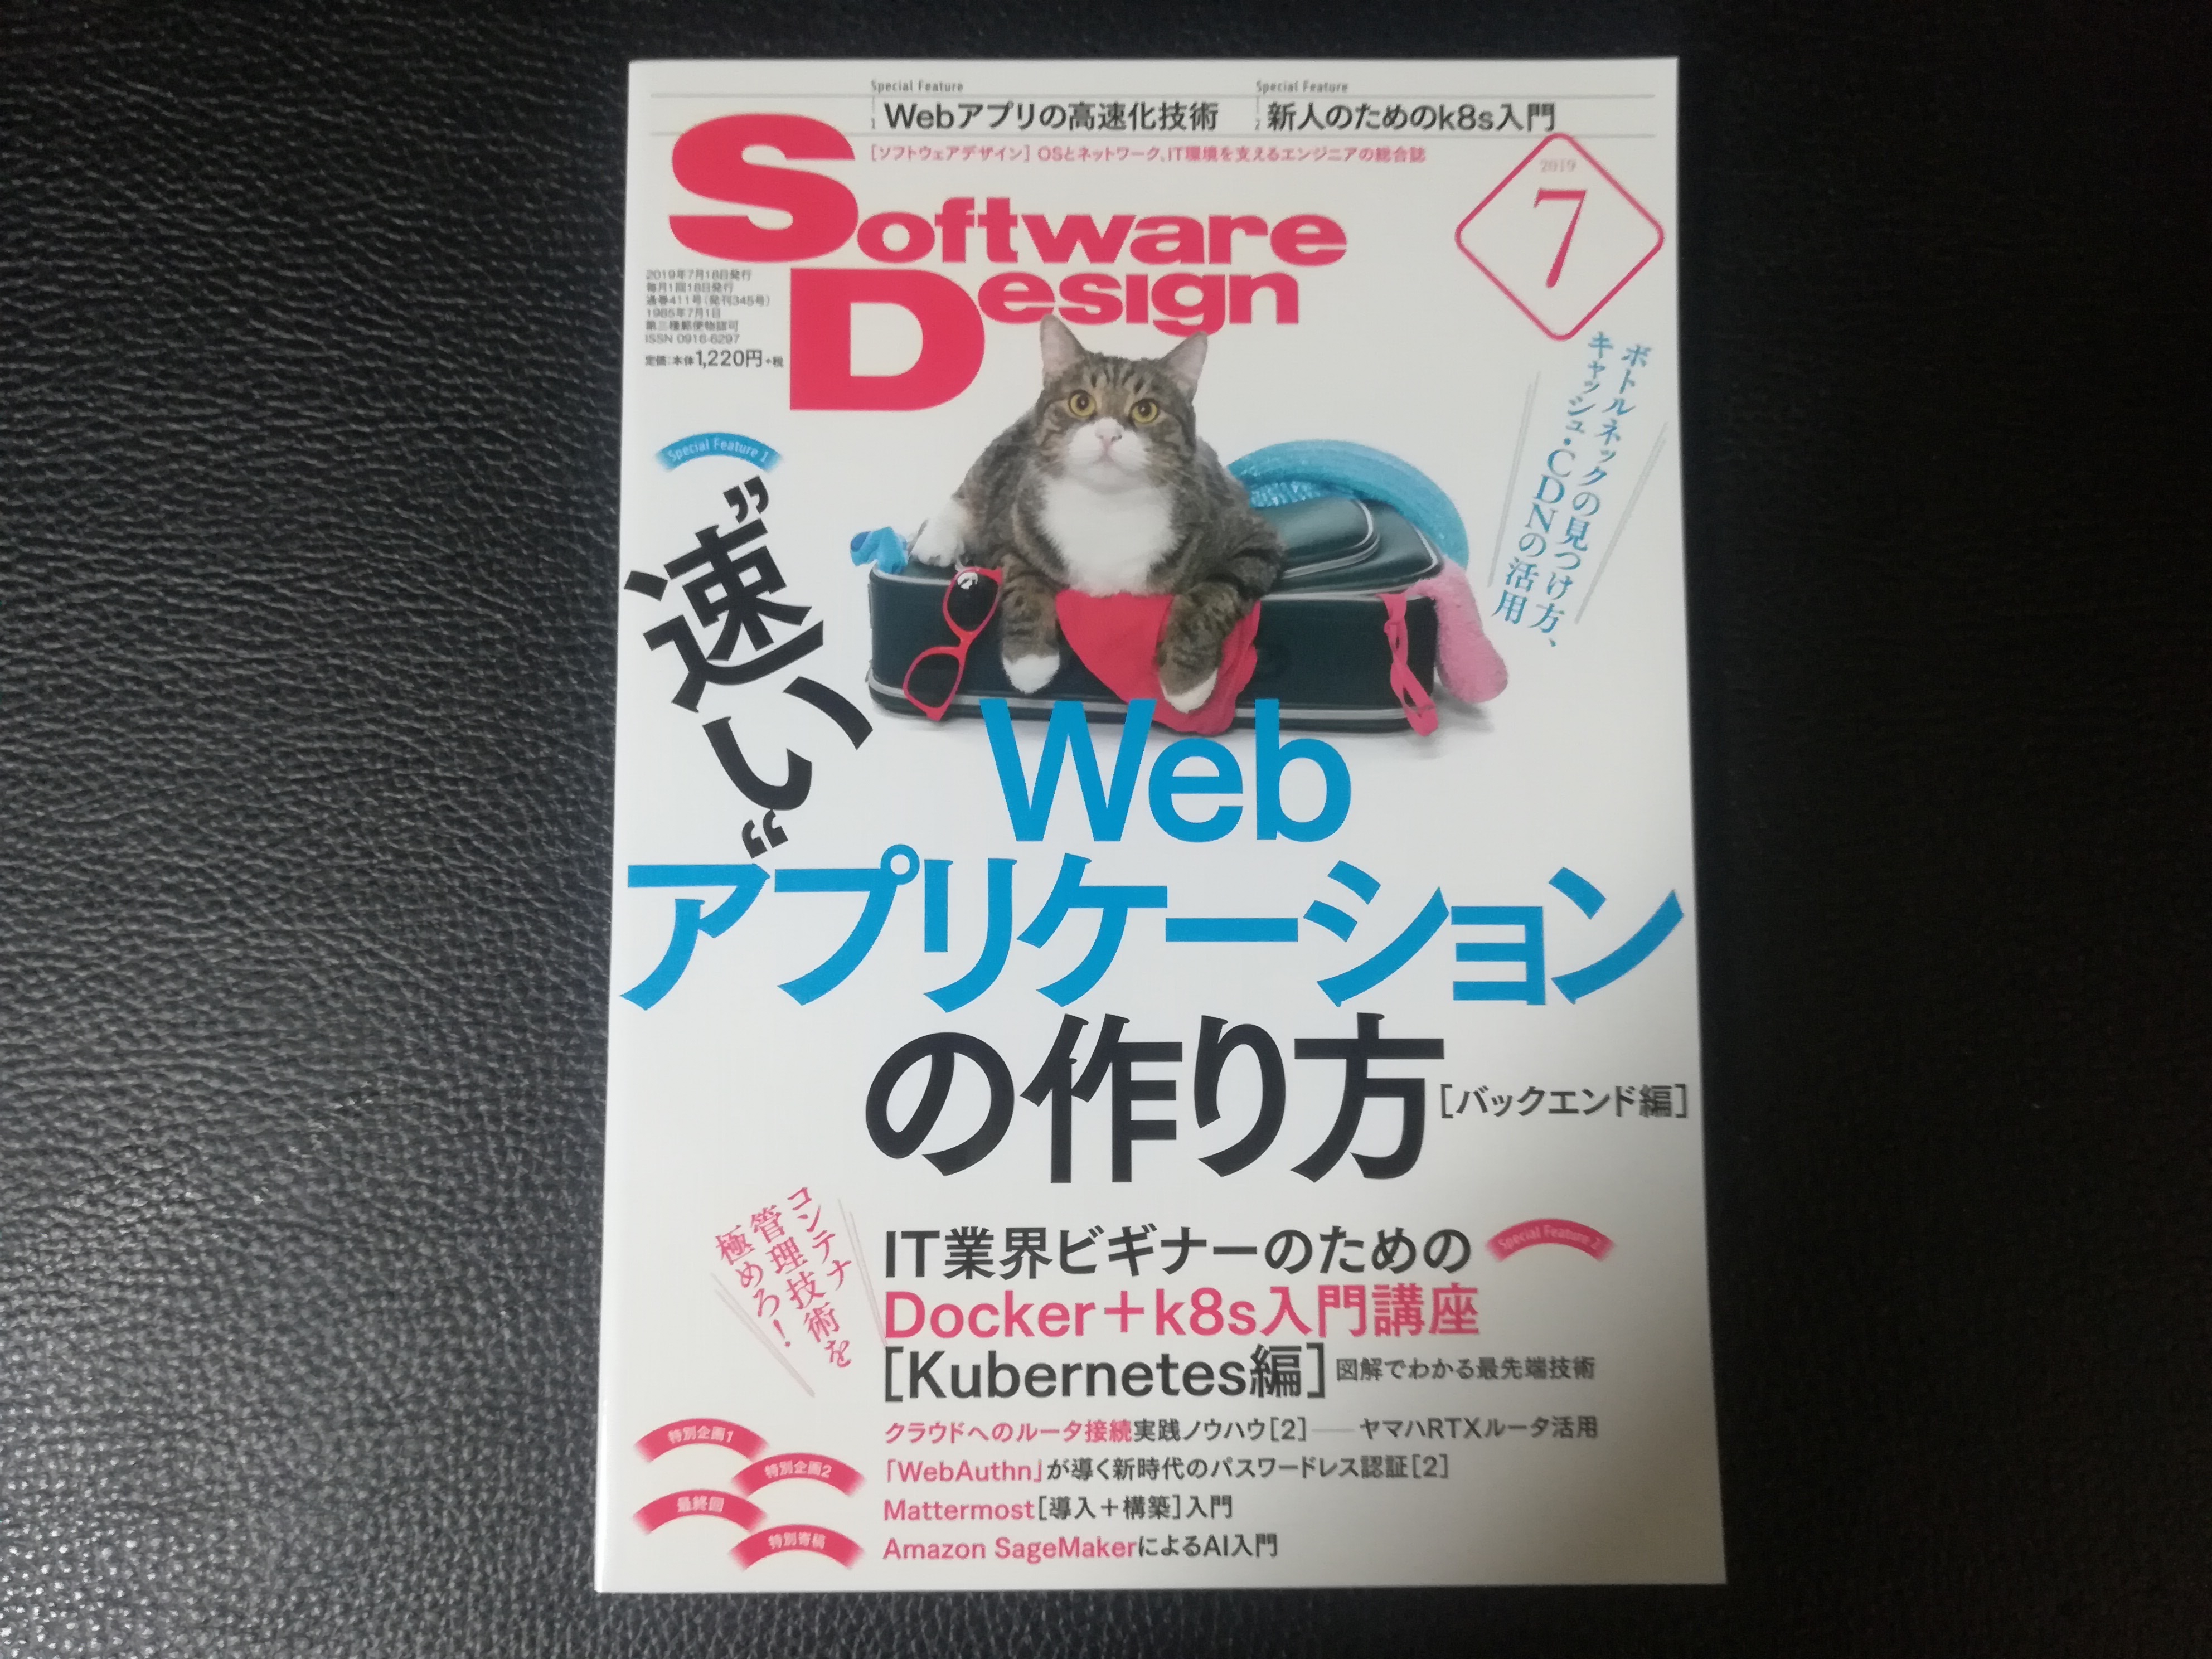 Special Feature
1 Webアプリの高速化技術
Special Feature
2 新人のためのk8s入門
[ソフトウェアデザイン] OSとネットワーク、IT環境を支えるエンジニアの総合誌
Software
Design
2019
7
2019年7月18日発行
毎月1回18日発行
通巻411号(発刊345号)
1985年7月1日
第三種郵便物認可
ISSN 0916-6297
定価:本体1,220円+税
ボトルネックの見つけ方、
キャッシュ・CDNの活用
Special Feature 1
“速い”
Web
アプリケーション
の作り方
[バックエンド編]
コンテナ
管理技術を
極めろ!
Special Feature 2
IT業界ビギナーのための
Docker+k8s入門講座
[Kubernetes編]図解でわかる最先端技術
特別企画1
クラウドへのルータ接続実践ノウハウ[2]──ヤマハRTXルータ活用
特別企画2
「WebAuthn」が導く新時代のパスワードレス認証[2]
最終回
Mattermost[導入+構築]入門
特別寄稿
Amazon SageMakerによるAI入門